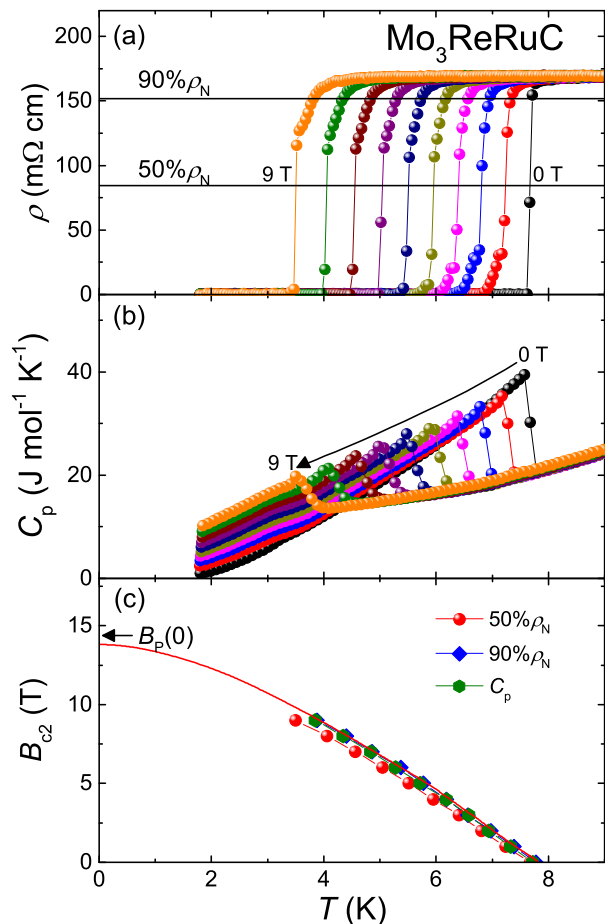 (a)
Mo₃ReRuC
200
150
100
50
0
ρ (mΩ cm)
90%ρN
50%ρN
9 T
0 T
(b)
60
40
20
0
Cp (J mol⁻¹ K⁻¹)
0 T
9 T
(c)
15
10
5
0
Bc2 (T)
BP(0)
50%ρN
90%ρN
Cp
0 2 4 6 8
T (K)